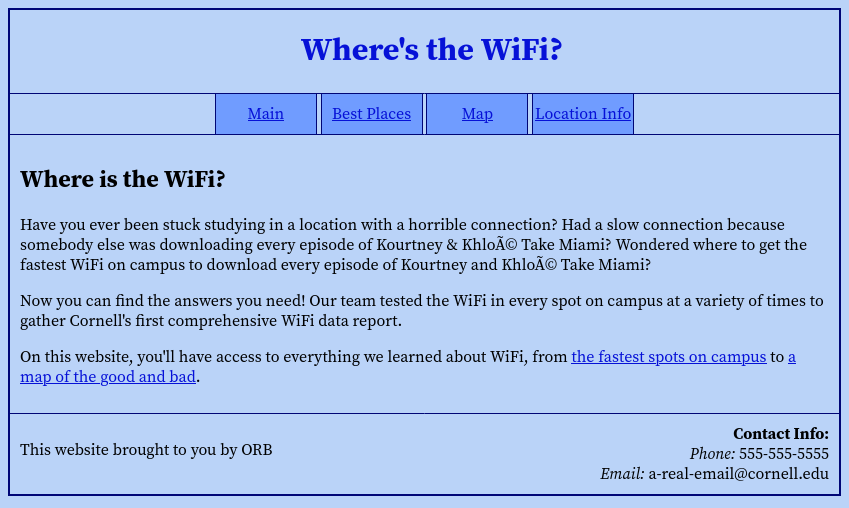 Where's the WiFi?
Main
Best Places
Map
Location Info
Where is the WiFi?
Have you ever been stuck studying in a location with a horrible connection? Had a slow connection because
somebody else was downloading every episode of Kourtney & KhloÃ© Take Miami? Wondered where to get the
fastest WiFi on campus to download every episode of Kourtney and KhloÃ© Take Miami?
Now you can find the answers you need! Our team tested the WiFi in every spot on campus at a variety of times to
gather Cornell's first comprehensive WiFi data report.
On this website, you'll have access to everything we learned about WiFi, from the fastest spots on campus to a
map of the good and bad.
This website brought to you by ORB
Contact Info:
Phone: 555-555-5555
Email: a-real-email@cornell.edu